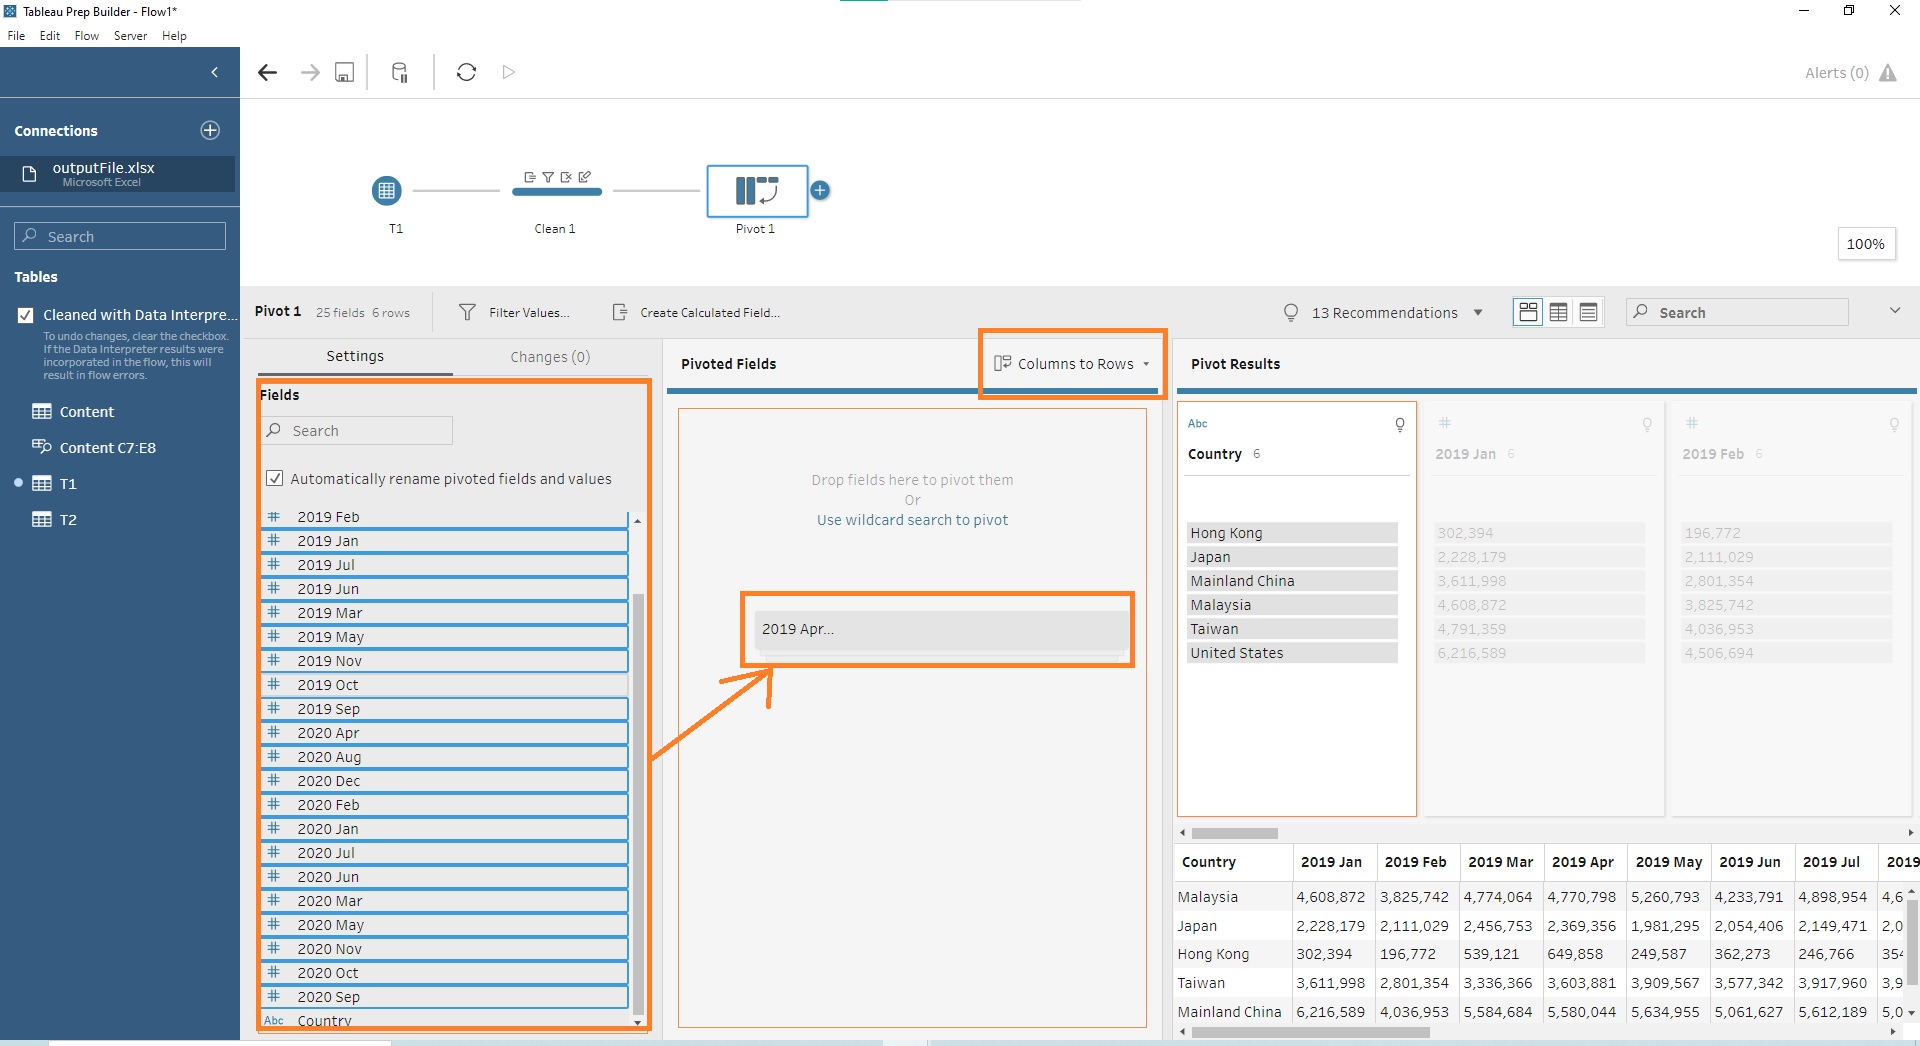 Tableau Prep Builder - Flow1*
File Edit Flow Server Help
Alerts (0)
Connections
outputFile.xlsx
Microsoft Excel
Search
Tables
Cleaned with Data Interpre...
To undo changes, clear the checkbox.
If the Data Interpreter results were
incorporated in the flow, this will
result in flow errors.
Content
Content C7:E8
T1
T2
T1
Clean 1
Pivot 1
100%
Pivot 1 25 fields 6 rows
Filter Values...
Create Calculated Field...
13 Recommendations
Search
Settings
Changes (0)
Fields
Search
Automatically rename pivoted fields and values
2019 Feb
2019 Jan
2019 Jul
2019 Jun
2019 Mar
2019 May
2019 Nov
2019 Oct
2019 Sep
2020 Apr
2020 Aug
2020 Dec
2020 Feb
2020 Jan
2020 Jul
2020 Jun
2020 Mar
2020 May
2020 Nov
2020 Oct
2020 Sep
Abc Country
Pivoted Fields
Columns to Rows
Drop fields here to pivot them
Or
Use wildcard search to pivot
2019 Apr...
Pivot Results
Abc
Country 6
Hong Kong
Japan
Mainland China
Malaysia
Taiwan
United States
2019 Jan 6
302,394
2,228,179
3,611,998
4,608,872
4,791,359
6,216,589
2019 Feb 6
196,772
2,111,029
2,801,354
3,825,742
4,036,953
4,506,694
Country 2019 Jan 2019 Feb 2019 Mar 2019 Apr 2019 May 2019 Jun 2019 Jul 2019
Malaysia 4,608,872 3,825,742 4,774,064 4,770,798 5,260,793 4,233,791 4,898,954 4,6
Japan 2,228,179 2,111,029 2,456,753 2,369,356 1,981,295 2,054,406 2,149,471 2,0
Hong Kong 302,394 196,772 539,121 649,858 249,587 362,273 246,766 354
Taiwan 3,611,998 2,801,354 3,336,366 3,603,881 3,909,567 3,577,342 3,917,960 3,9
Mainland China 6,216,589 4,036,953 5,584,684 5,580,044 5,634,955 5,061,627 5,612,189 5,0